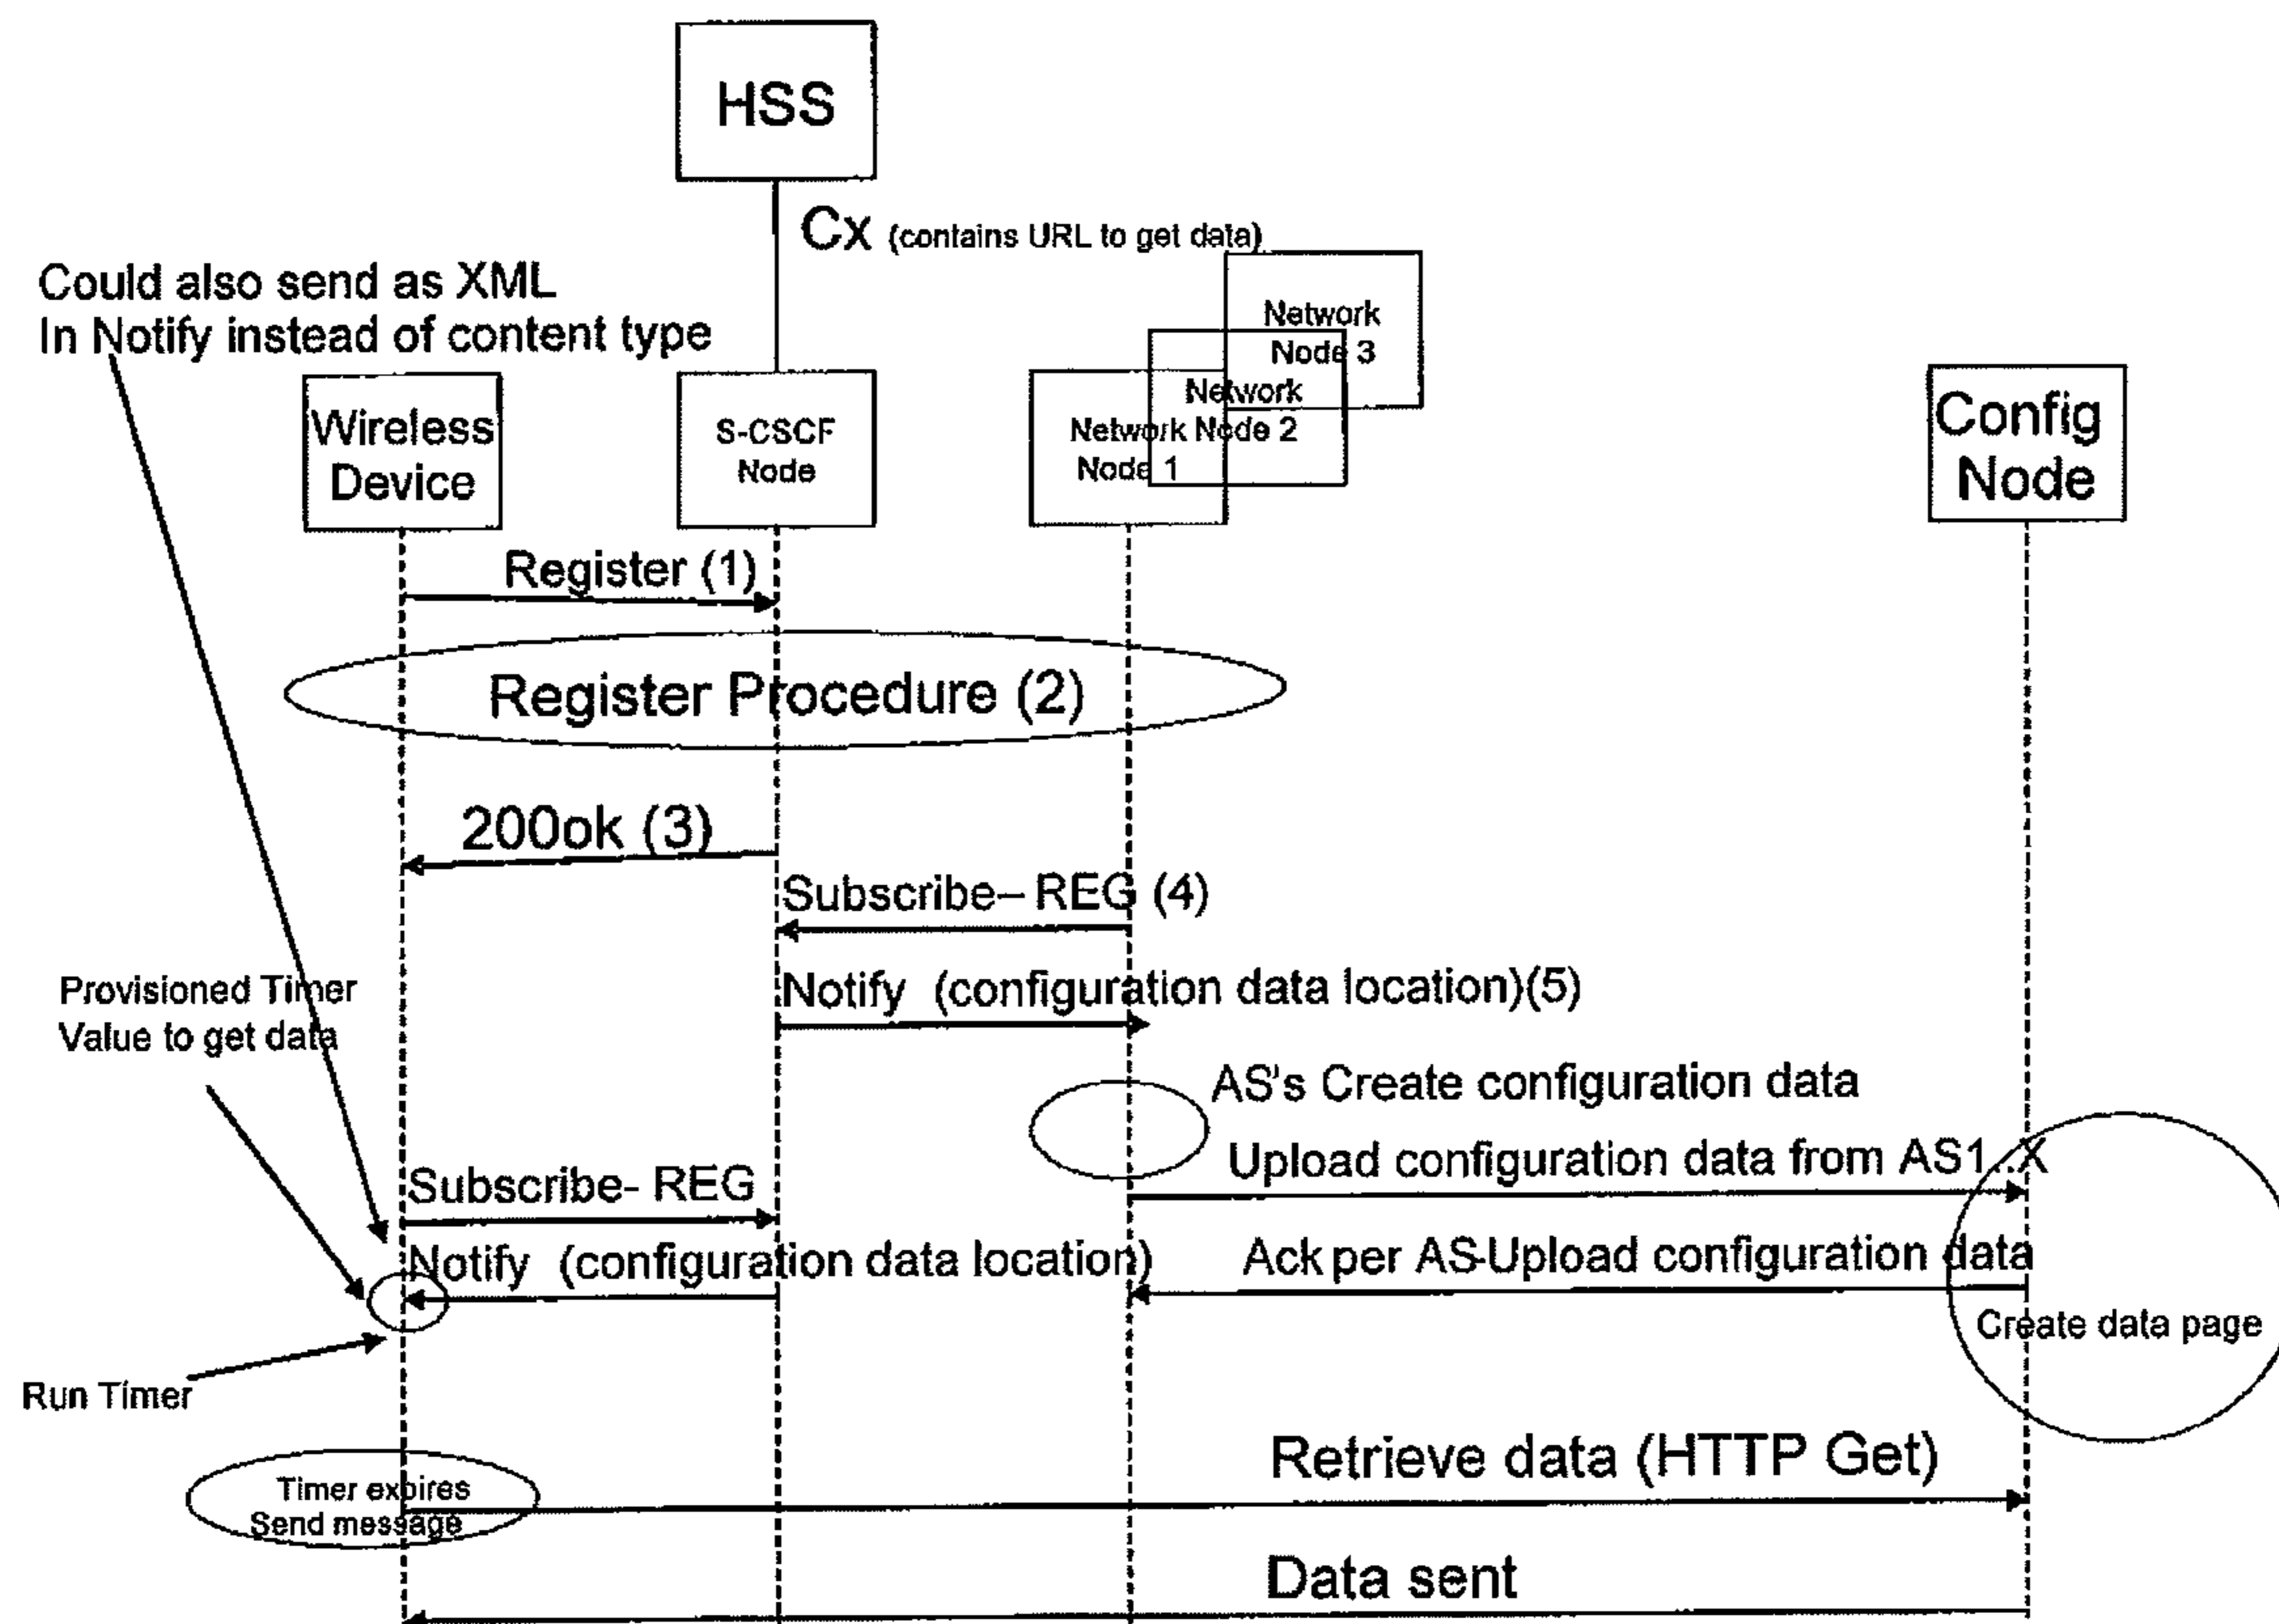 HSS
Cx (contains URL to get data)
Could also send as XML
In Notify instead of content type
Network
Node 3
Network
Node 2
Network
Node 1
Wireless
Device
S-CSCF
Node
Config
Node
Register (1)
Register Procedure (2)
200ok (3)
Subscribe– REG (4)
Notify (configuration data location)(5)
Provisioned Timer
Value to get data
AS's Create configuration data
Upload configuration data from AS1..X
Subscribe- REG
Notify (configuration data location)
Ack per AS-Upload configuration data
Create data page
Run Timer
Retrieve data (HTTP Get)
Timer expires
Send message
Data sent